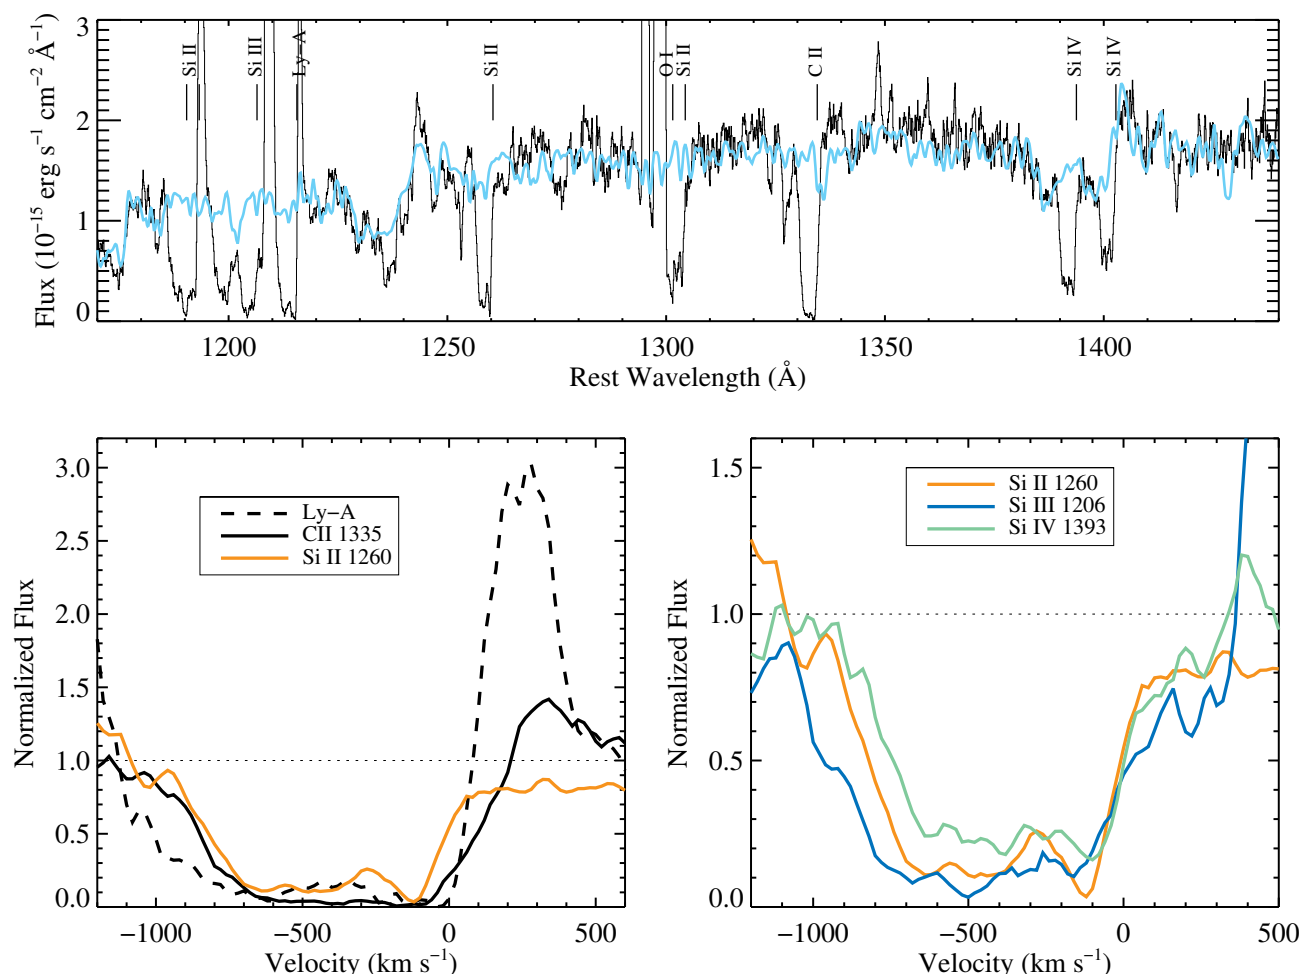 Flux (10⁻¹⁵ erg s⁻¹ cm⁻² Å⁻¹)
3
2
1
0
Si II
Si III
Ly−A
Si II
O I
Si II
C II
Si IV
Si IV
1200 1250 1300 1350 1400
Rest Wavelength (Å)
Normalized Flux
3.0
2.5
2.0
1.5
1.0
0.5
0.0
Ly−A
CII 1335
Si II 1260
−1000 −500 0 500
Velocity (km s⁻¹)
Normalized Flux
1.5
1.0
0.5
0.0
Si II 1260
Si III 1206
Si IV 1393
−1000 −500 0 500
Velocity (km s⁻¹)